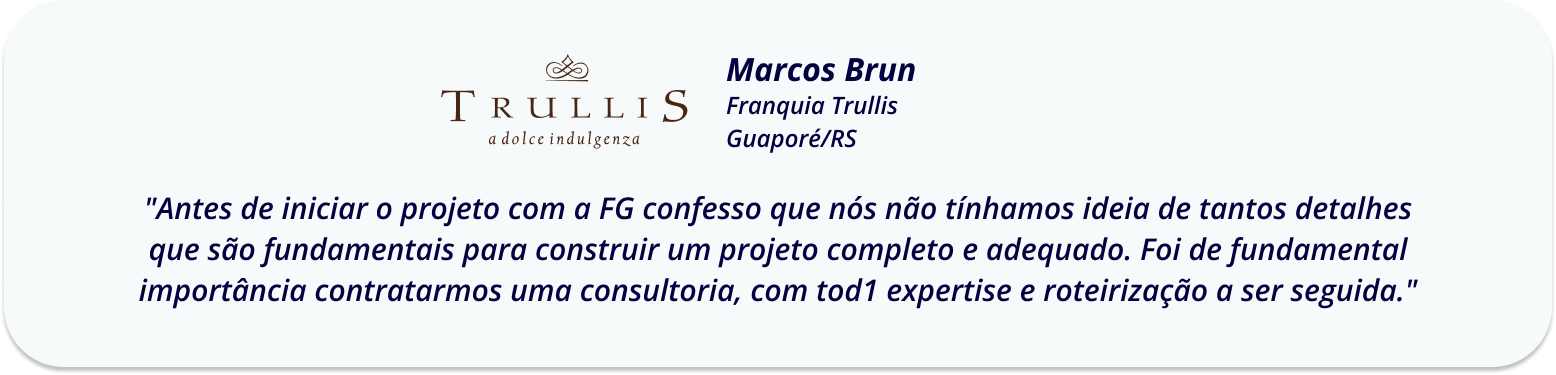 TRULLIS
a dolce indulgenza
Marcos Brun
Franquia Trullis
Guaporé/RS
"Antes de iniciar o projeto com a FG confesso que nós não tínhamos ideia de tantos detalhes
que são fundamentais para construir um projeto completo e adequado. Foi de fundamental
importância contratarmos uma consultoria, com tod1 expertise e roteirização a ser seguida."